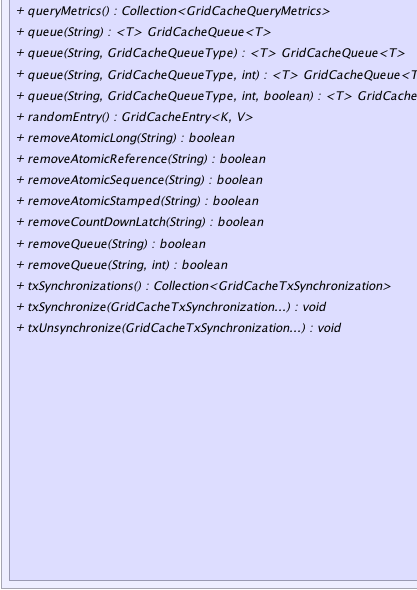 + queryMetrics() : Collection<GridCacheQueryMetrics>
+ queue(String) : <T> GridCacheQueue<T>
+ queue(String, GridCacheQueueType) : <T> GridCacheQueue<T>
+ queue(String, GridCacheQueueType, int) : <T> GridCacheQueue<T
+ queue(String, GridCacheQueueType, int, boolean) : <T> GridCache
+ randomEntry() : GridCacheEntry<K, V>
+ removeAtomicLong(String) : boolean
+ removeAtomicReference(String) : boolean
+ removeAtomicSequence(String) : boolean
+ removeAtomicStamped(String) : boolean
+ removeCountDownLatch(String) : boolean
+ removeQueue(String) : boolean
+ removeQueue(String, int) : boolean
+ txSynchronizations() : Collection<GridCacheTxSynchronization>
+ txSynchronize(GridCacheTxSynchronization...) : void
+ txUnsynchronize(GridCacheTxSynchronization...) : void